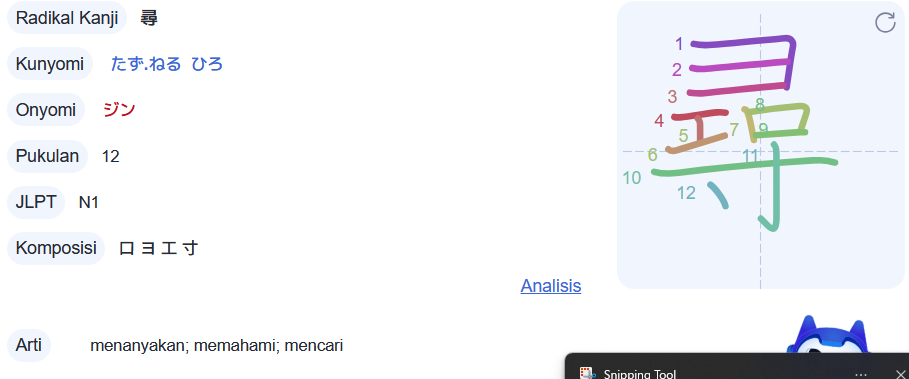 Radikal Kanji 尋
Kunyomi たず.ねる ひろ
Onyomi ジン
Pukulan 12
JLPT N1
Komposisi 口 ヨ 工 寸
Analisis
Arti menanyakan; memahami; mencari
1
2
3
4
5
6
7
8
9
10
11
12
Snipping Tool